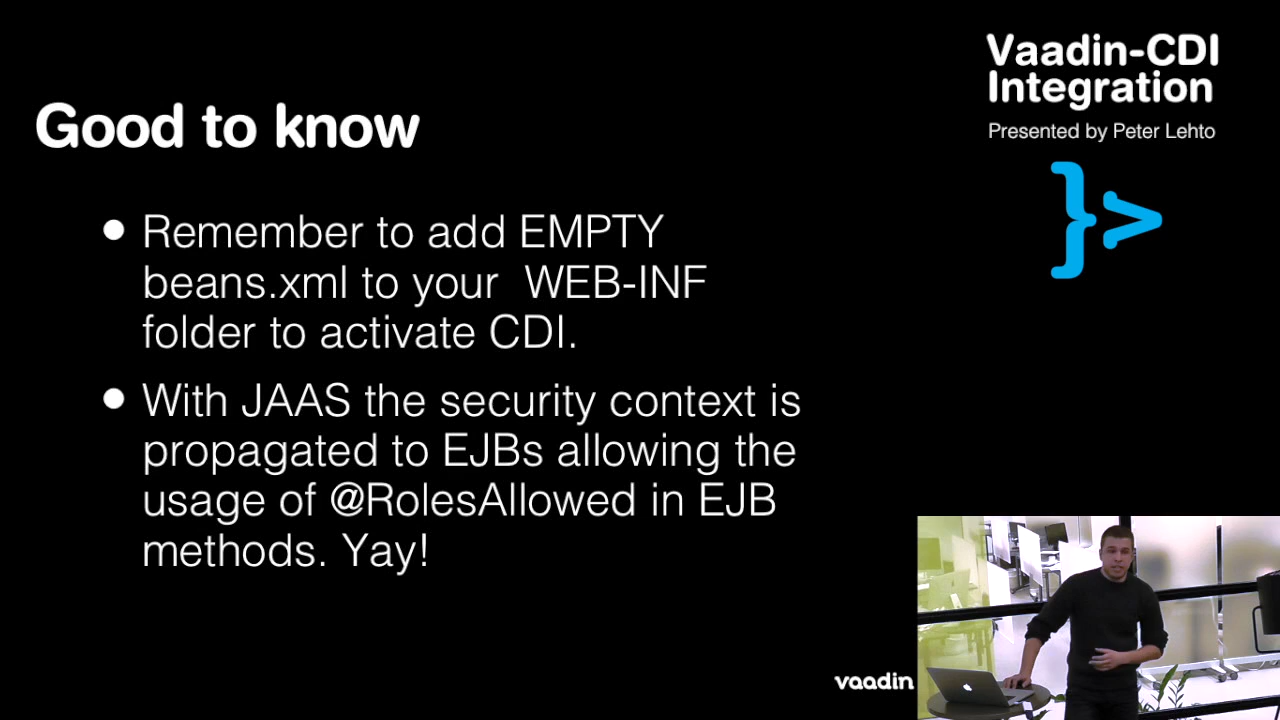 Vaadin-CDI
Integration
Presented by Peter Lehto
Good to know
• Remember to add EMPTY
beans.xml to your  WEB-INF
folder to activate CDI.
• With JAAS the security context is
propagated to EJBs allowing the
usage of @RolesAllowed in EJB
methods. Yay!
vaadin